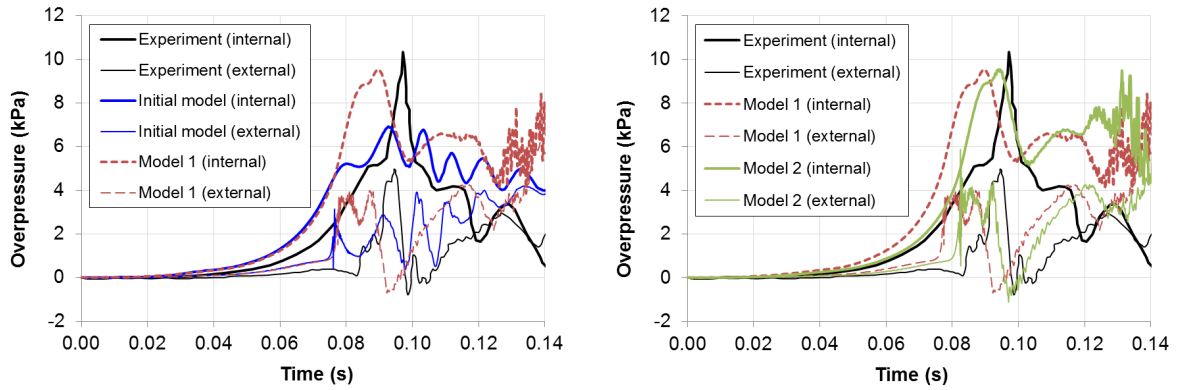 12
10
8
6
4
2
0
-2
Overpressure (kPa)
Experiment (internal)
Experiment (external)
Initial model (internal)
Initial model (external)
Model 1 (internal)
Model 1 (external)
0.00 0.02 0.04 0.06 0.08 0.10 0.12 0.14
Time (s)
12
10
8
6
4
2
0
-2
Overpressure (kPa)
Experiment (internal)
Experiment (external)
Model 1 (internal)
Model 1 (external)
Model 2 (internal)
Model 2 (external)
0.00 0.02 0.04 0.06 0.08 0.10 0.12 0.14
Time (s)